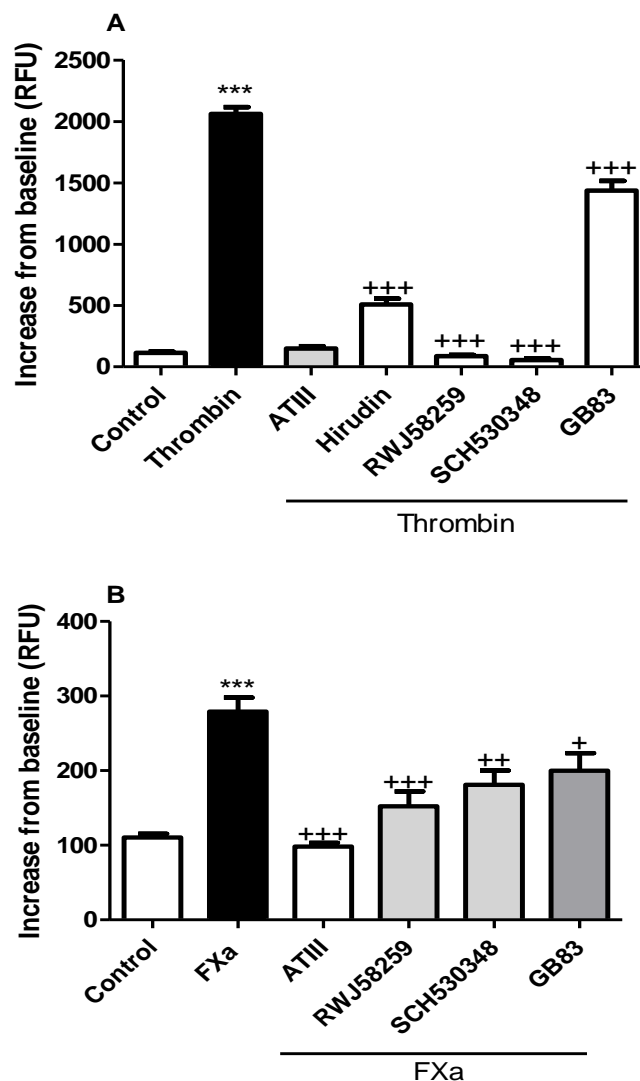 A
Increase from baseline (RFU)
2500
2000
1500
1000
500
0
***
+++
+++
+++
+++
Control
Thrombin
ATIII
Hirudin
RWJ58259
SCH530348
GB83
Thrombin
B
Increase from baseline (RFU)
400
300
200
100
0
***
+++
+++
++
+
Control
FXa
ATIII
RWJ58259
SCH530348
GB83
FXa